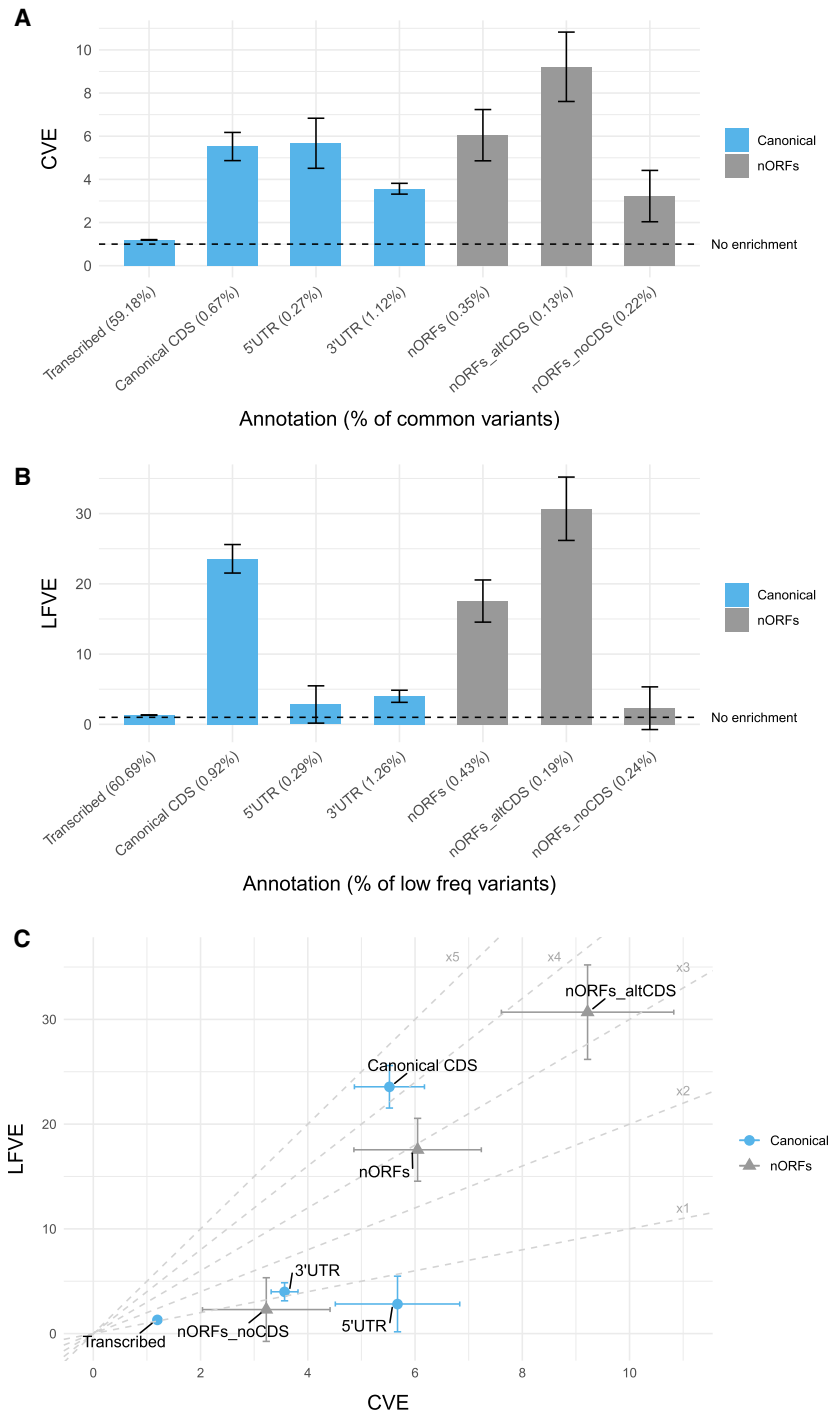 A
CVE
10
8
6
4
2
0
No enrichment
Canonical
nORFs
Transcribed (59.18%)
Canonical CDS (0.67%)
5'UTR (0.27%)
3'UTR (1.12%)
nORFs (0.35%)
nORFs_altCDS (0.13%)
nORFs_noCDS (0.22%)
Annotation (% of common variants)
B
LFVE
30
20
10
0
No enrichment
Canonical
nORFs
Transcribed (60.69%)
Canonical CDS (0.92%)
5'UTR (0.29%)
3'UTR (1.26%)
nORFs (0.43%)
nORFs_altCDS (0.19%)
nORFs_noCDS (0.24%)
Annotation (% of low freq variants)
C
LFVE
30
20
10
0
x5
x4
x3
x2
x1
nORFs_altCDS
Canonical CDS
nORFs
3'UTR
5'UTR
nORFs_noCDS
Transcribed
Canonical
nORFs
0
2
4
6
8
10
CVE